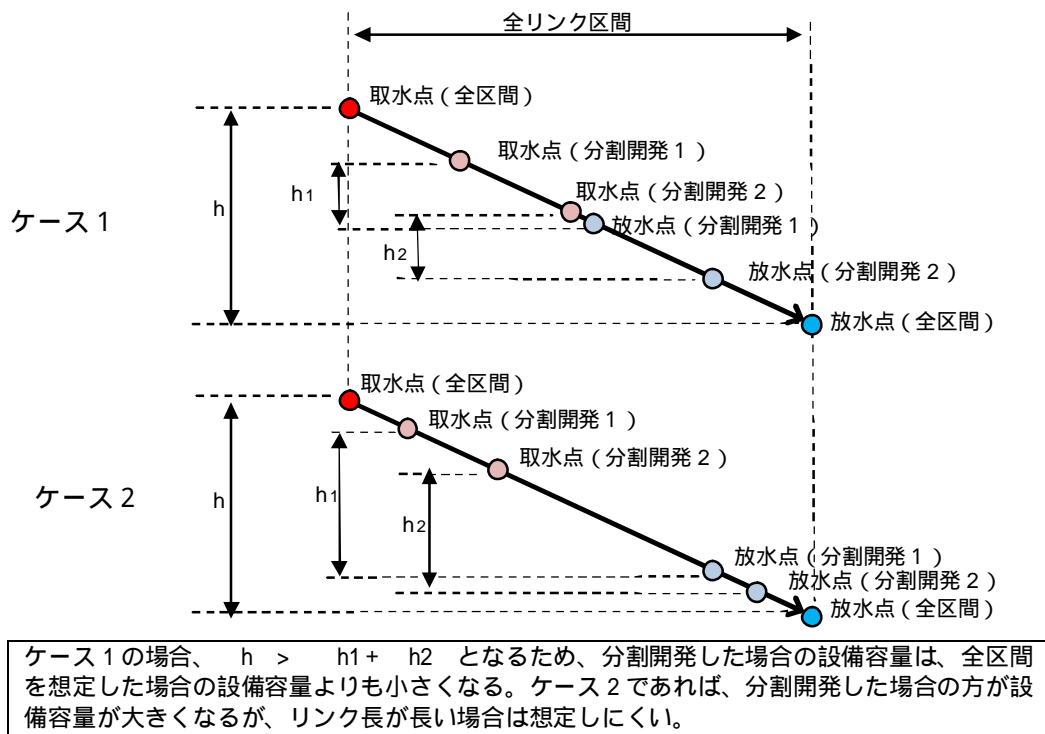 全リンク区間
取水点（全区間）
取水点（分割開発１）
取水点（分割開発２）
放水点（分割開発１）
放水点（分割開発２）
放水点（全区間）
ケース１
h
h1
h2
取水点（全区間）
取水点（分割開発１）
取水点（分割開発２）
放水点（分割開発１）
放水点（分割開発２）
放水点（全区間）
ケース２
h
h1
h2
ケース１の場合、　h　＞　h1＋　h2　となるため、分割開発した場合の設備容量は、全区間
を想定した場合の設備容量よりも小さくなる。ケース２であれば、分割開発した場合の方が設
備容量が大きくなるが、リンク長が長い場合は想定しにくい。